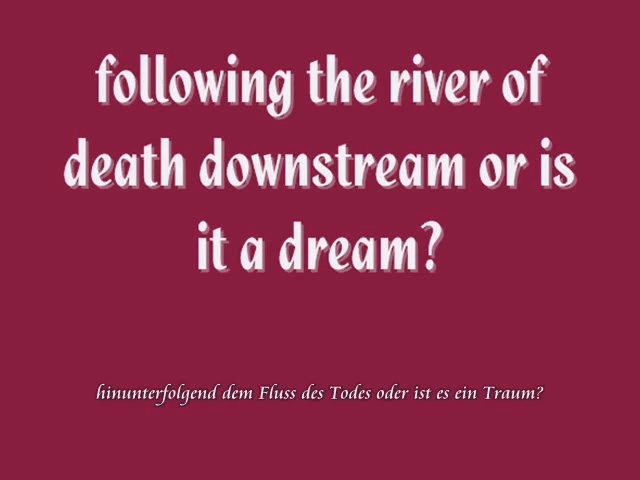 following the river of
death downstream or is
it a dream?
hinunterfolgend dem Fluss des Todes oder ist es ein Traum?